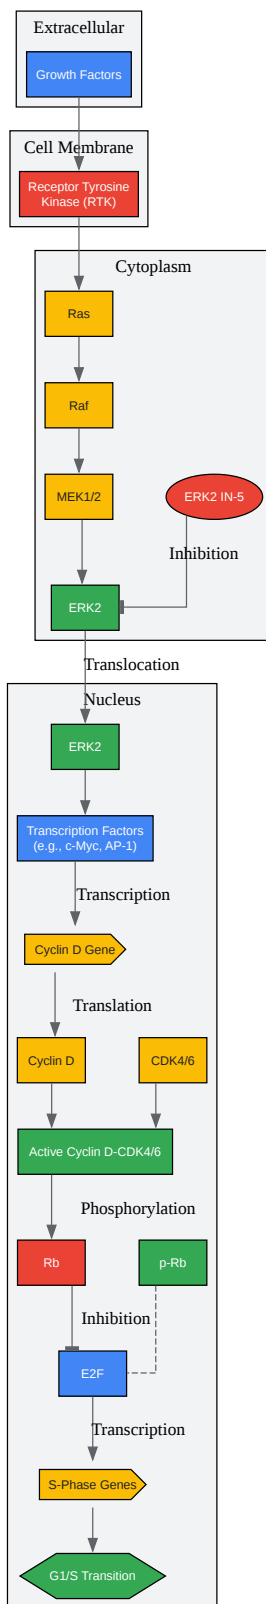 Extracellular
Growth Factors
Cell Membrane
Receptor Tyrosine
Kinase (RTK)
Cytoplasm
Ras
Raf
MEK1/2
ERK2 IN-5
Inhibition
ERK2
Translocation
Nucleus
ERK2
Transcription Factors
(e.g., c-Myc, AP-1)
Transcription
Cyclin D Gene
Translation
Cyclin D
CDK4/6
Active Cyclin D-CDK4/6
Phosphorylation
Rb
p-Rb
Inhibition
E2F
Transcription
S-Phase Genes
G1/S Transition